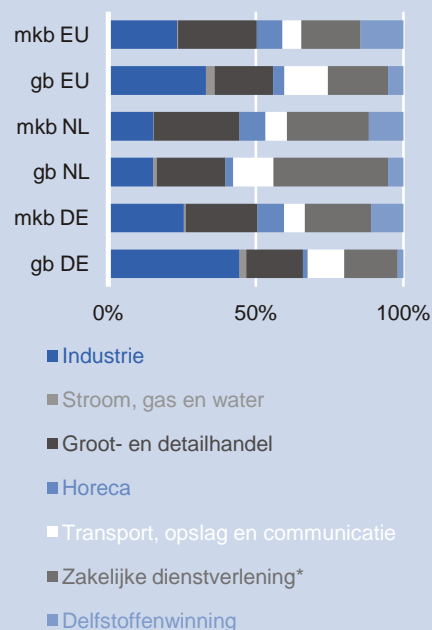 mkb EU
gb EU
mkb NL
gb NL
mkb DE
gb DE
0% 50% 100%
Industrie
Stroom, gas en water
Groot- en detailhandel
Horeca
Transport, opslag en communicatie
Zakelijke dienstverlening*
Delfstoffenwinning